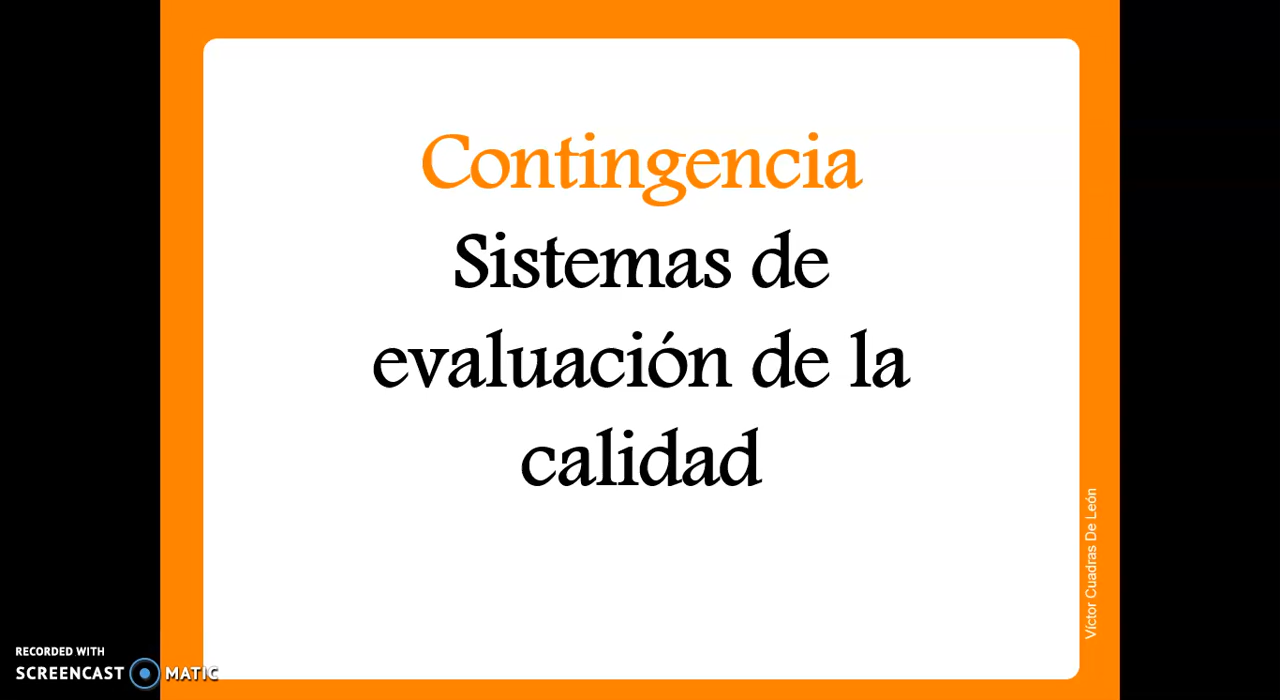 Contingencia
Sistemas de
evaluación de la
calidad
Víctor Cuadras De León
RECORDED WITH
SCREENCAST MATIC